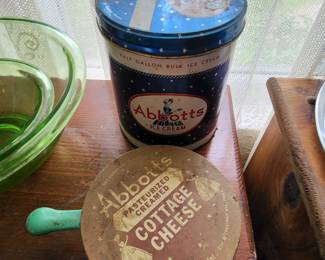 HALF GALLON BULK ICE CREAM
Abbotts
ICE CREAM
Abbotts
PASTEURIZED
CREAMED
COTTAGE
CHEESE